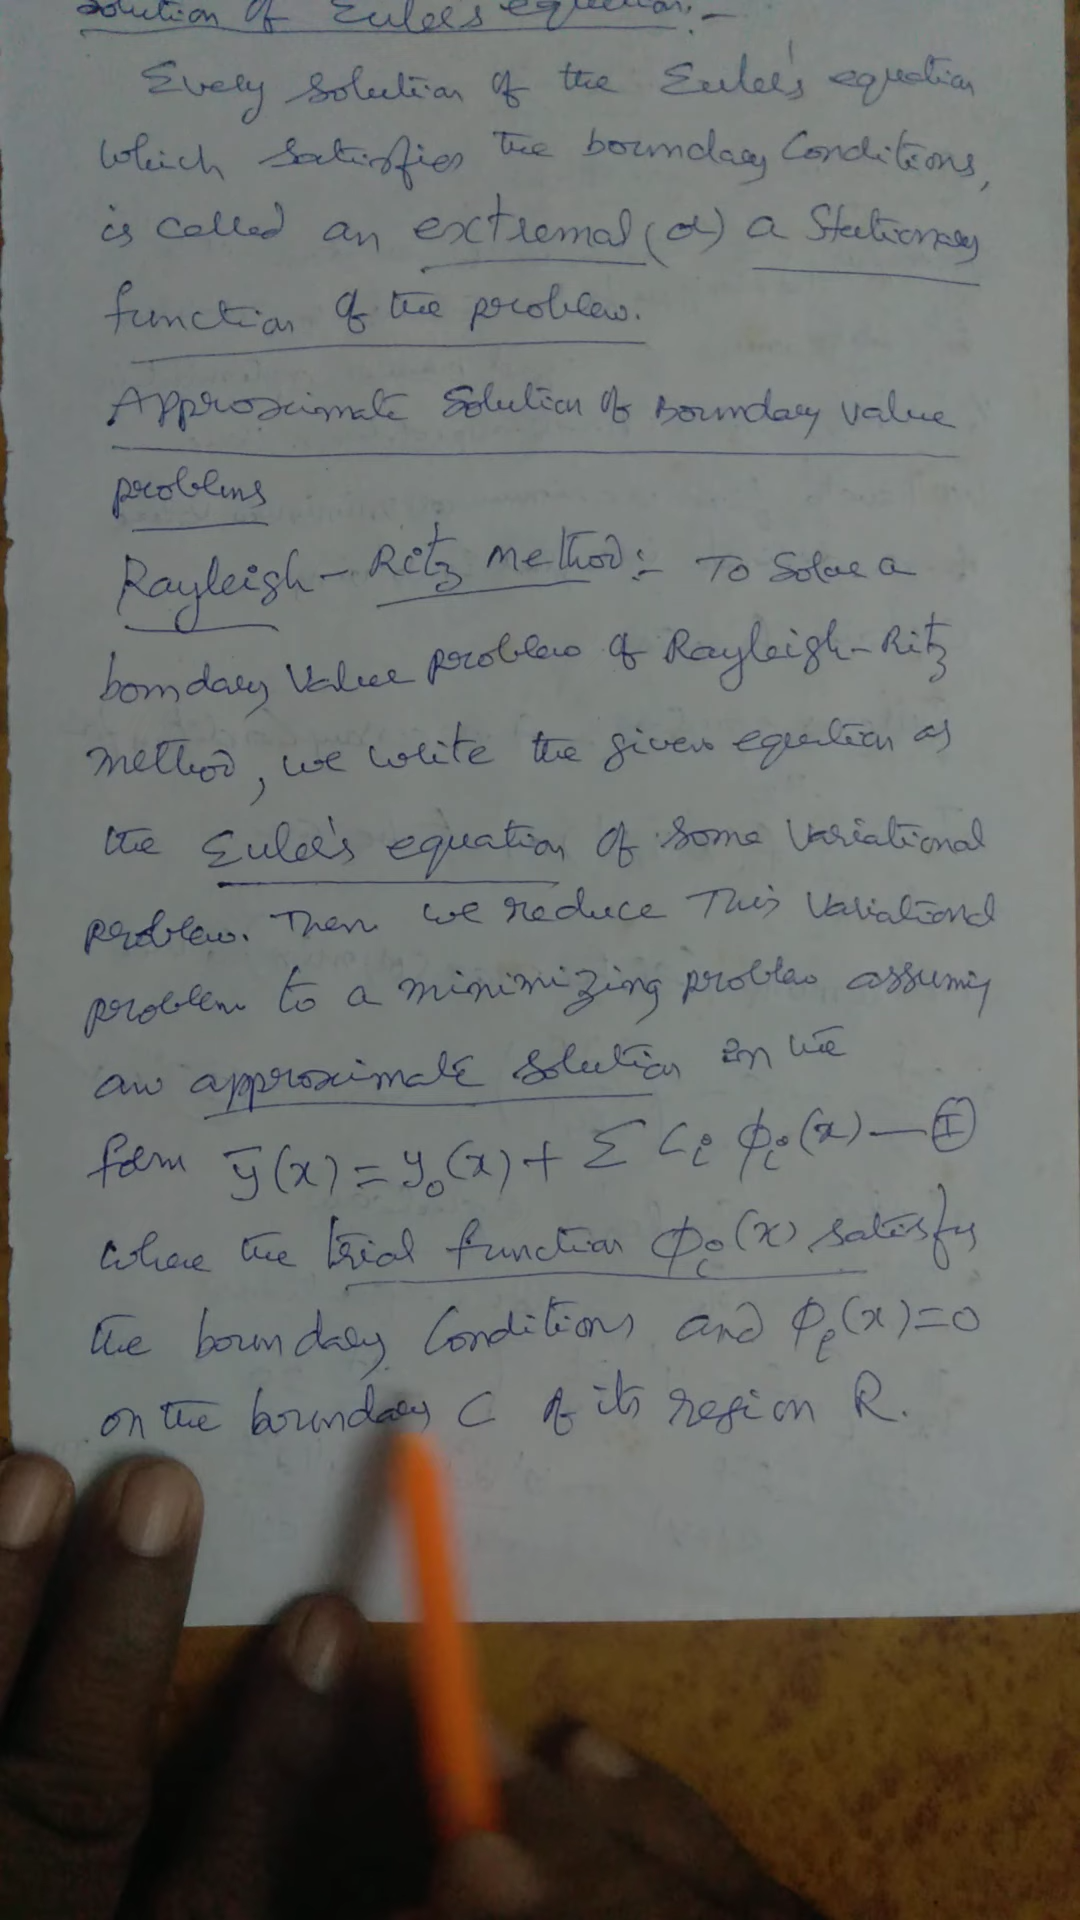 Solution of Euler's equation:-
Every solution of the Euler's equation
which satisfies the boundary Conditions,
is called an extremal (or) a Stationary
function of the problem.
Approximate Solution of Boundary value
problems
Rayleigh-Ritz Method:- To Solve a
boundary Value problem of Rayleigh-Ritz
method, we write the given equation as
the Euler's equation of some variational
problem. Then we reduce This variational
problem to a minimizing problem assuming
an approximate solution in the
form ȳ(x) = y₀(x) + Σ Cᵢ ϕᵢ(x) — Ⓘ
where the trial function ϕᵢ(x) satisfys
the boundary Conditions and ϕᵢ(x)=0
on the boundary C of its region R.